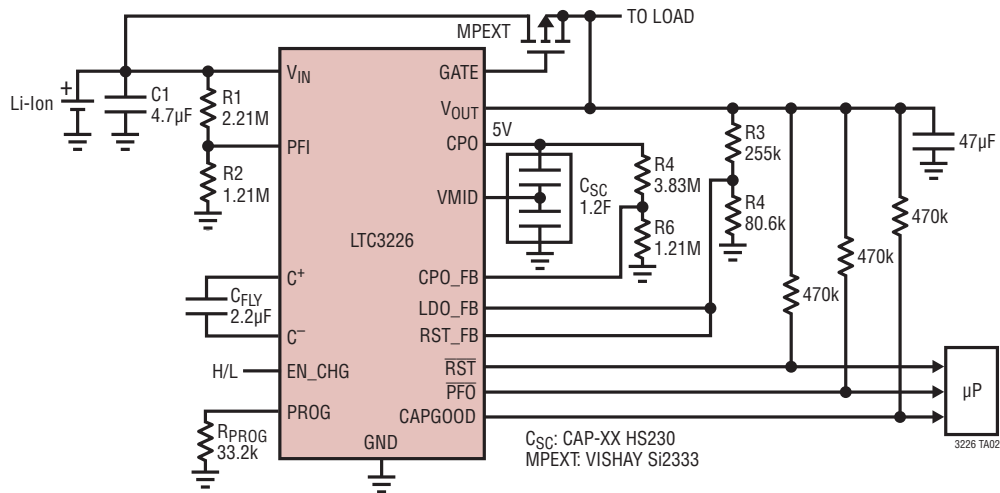 TO LOAD
MPEXT
VIN
GATE
Li-Ion
+
C1
4.7µF
R1
2.21M
VOUT
5V
CPO
R3
255k
47µF
PFI
R2
1.21M
VMID
CSC
1.2F
R4
3.83M
R4
80.6k
470k
LTC3226
R6
1.21M
470k
C+
CPO_FB
470k
CFLY
2.2µF
LDO_FB
C−
RST_FB
H/L
EN_CHG
RST
PFO
µP
PROG
CAPGOOD
RPROG
33.2k
GND
CSC: CAP-XX HS230
MPEXT: VISHAY Si2333
3226 TA02